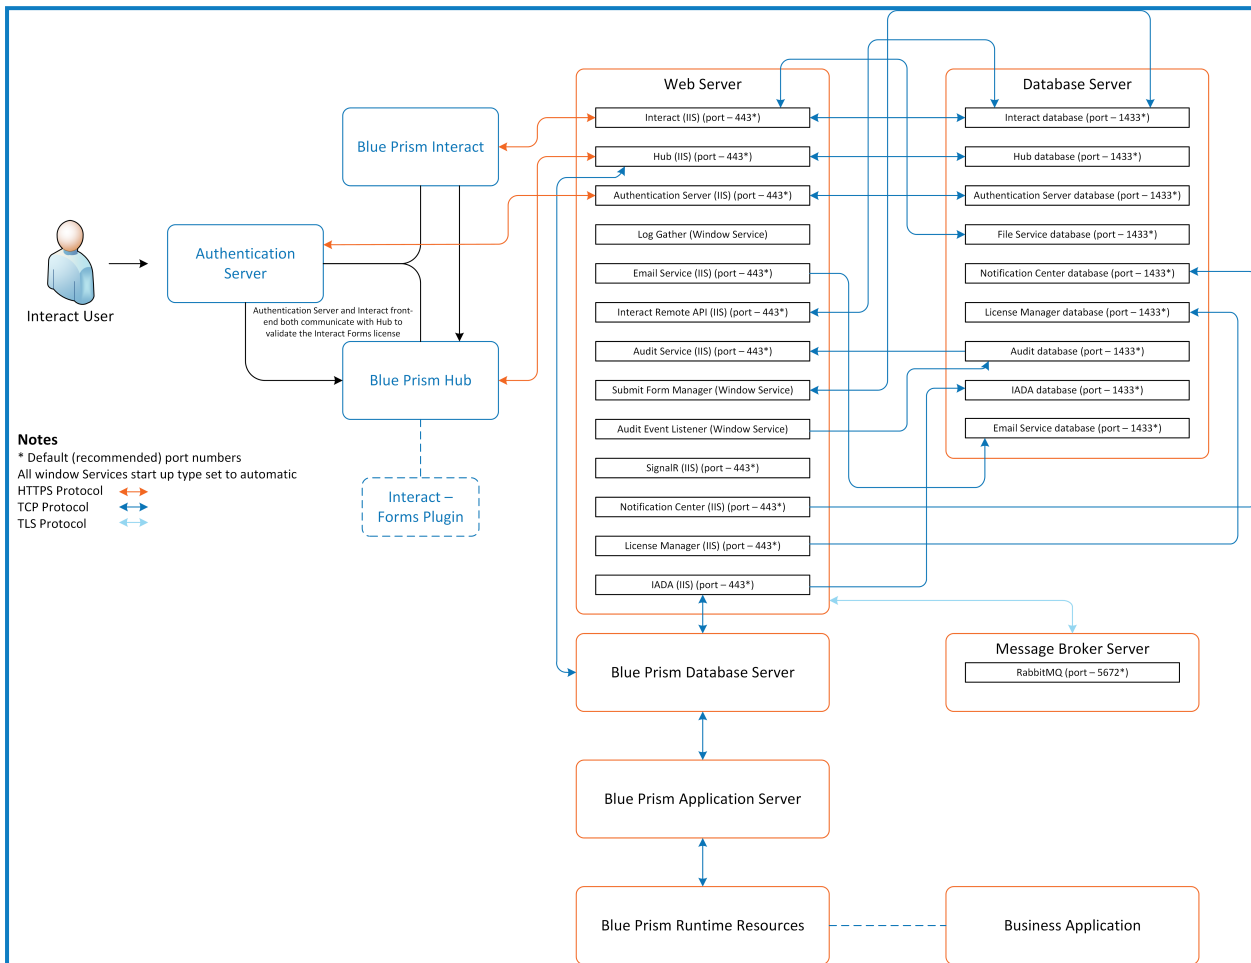 Web Server
Interact (IIS) (port – 443*)
Hub (IIS) (port – 443*)
Authentication Server (IIS) (port – 443*)
Log Gather (Window Service)
Email Service (IIS) (port – 443*)
Interact Remote API (IIS) (port – 443*)
Audit Service (IIS) (port – 443*)
Submit Form Manager (Window Service)
Audit Event Listener (Window Service)
SignalR (IIS) (port – 443*)
Notification Center (IIS) (port – 443*)
License Manager (IIS) (port – 443*)
IADA (IIS) (port – 443*)
Database Server
Interact database (port – 1433*)
Hub database (port – 1433*)
Authentication Server database (port – 1433*)
File Service database (port – 1433*)
Notification Center database (port – 1433*)
License Manager database (port – 1433*)
Audit database (port – 1433*)
IADA database (port – 1433*)
Email Service database (port – 1433*)
Blue Prism Interact
Authentication
Server
Interact User
Authentication Server and Interact front-
end both communicate with Hub to
validate the Interact Forms license
Blue Prism Hub
Interact –
Forms Plugin
Notes
* Default (recommended) port numbers
All window Services start up type set to automatic
HTTPS Protocol
TCP Protocol
TLS Protocol
Blue Prism Database Server
Message Broker Server
RabbitMQ (port – 5672*)
Blue Prism Application Server
Blue Prism Runtime Resources
Business Application